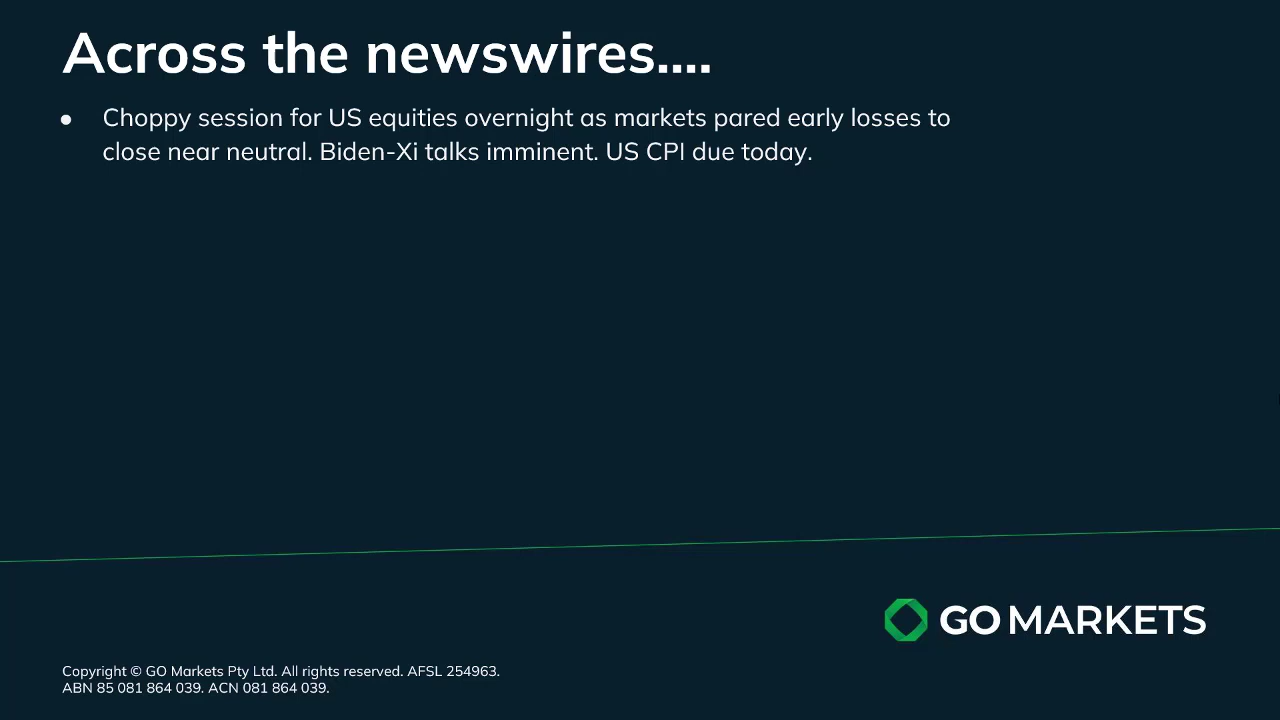 Across the newswires....
● Choppy session for US equities overnight as markets pared early losses to
close near neutral. Biden-Xi talks imminent. US CPI due today.
GO MARKETS
Copyright © GO Markets Pty Ltd. All rights reserved. AFSL 254963.
ABN 85 081 864 039. ACN 081 864 039.